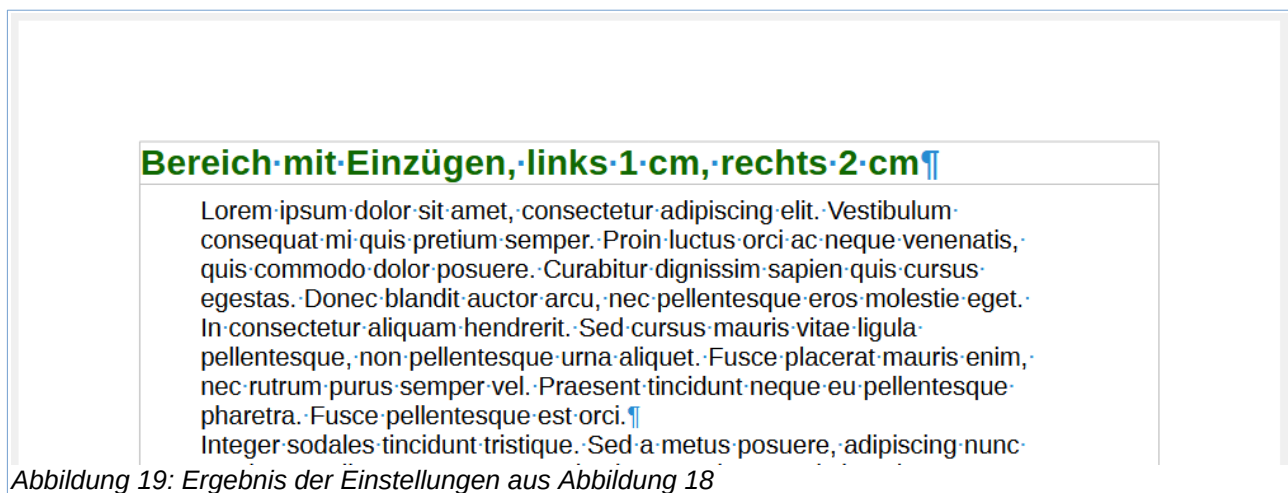 Bereich·mit·Einzügen,·links·1·cm,·rechts·2·cm¶
Lorem·ipsum·dolor·sit·amet,·consectetur·adipiscing·elit.·Vestibulum·
consequat·mi·quis·pretium·semper.·Proin·luctus·orci·ac·neque·venenatis,·
quis·commodo·dolor·posuere.·Curabitur·dignissim·sapien·quis·cursus·
egestas.·Donec·blandit·auctor·arcu,·nec·pellentesque·eros·molestie·eget.·
In·consectetur·aliquam·hendrerit.·Sed·cursus·mauris·vitae·ligula·
pellentesque,·non·pellentesque·urna·aliquet.·Fusce·placerat·mauris·enim,·
nec·rutrum·purus·semper·vel.·Praesent·tincidunt·neque·eu·pellentesque·
pharetra.·Fusce·pellentesque·est·orci.¶
Integer·sodales·tincidunt·tristique.·Sed·a·metus·posuere,·adipiscing·nunc·
Abbildung 19: Ergebnis der Einstellungen aus Abbildung 18